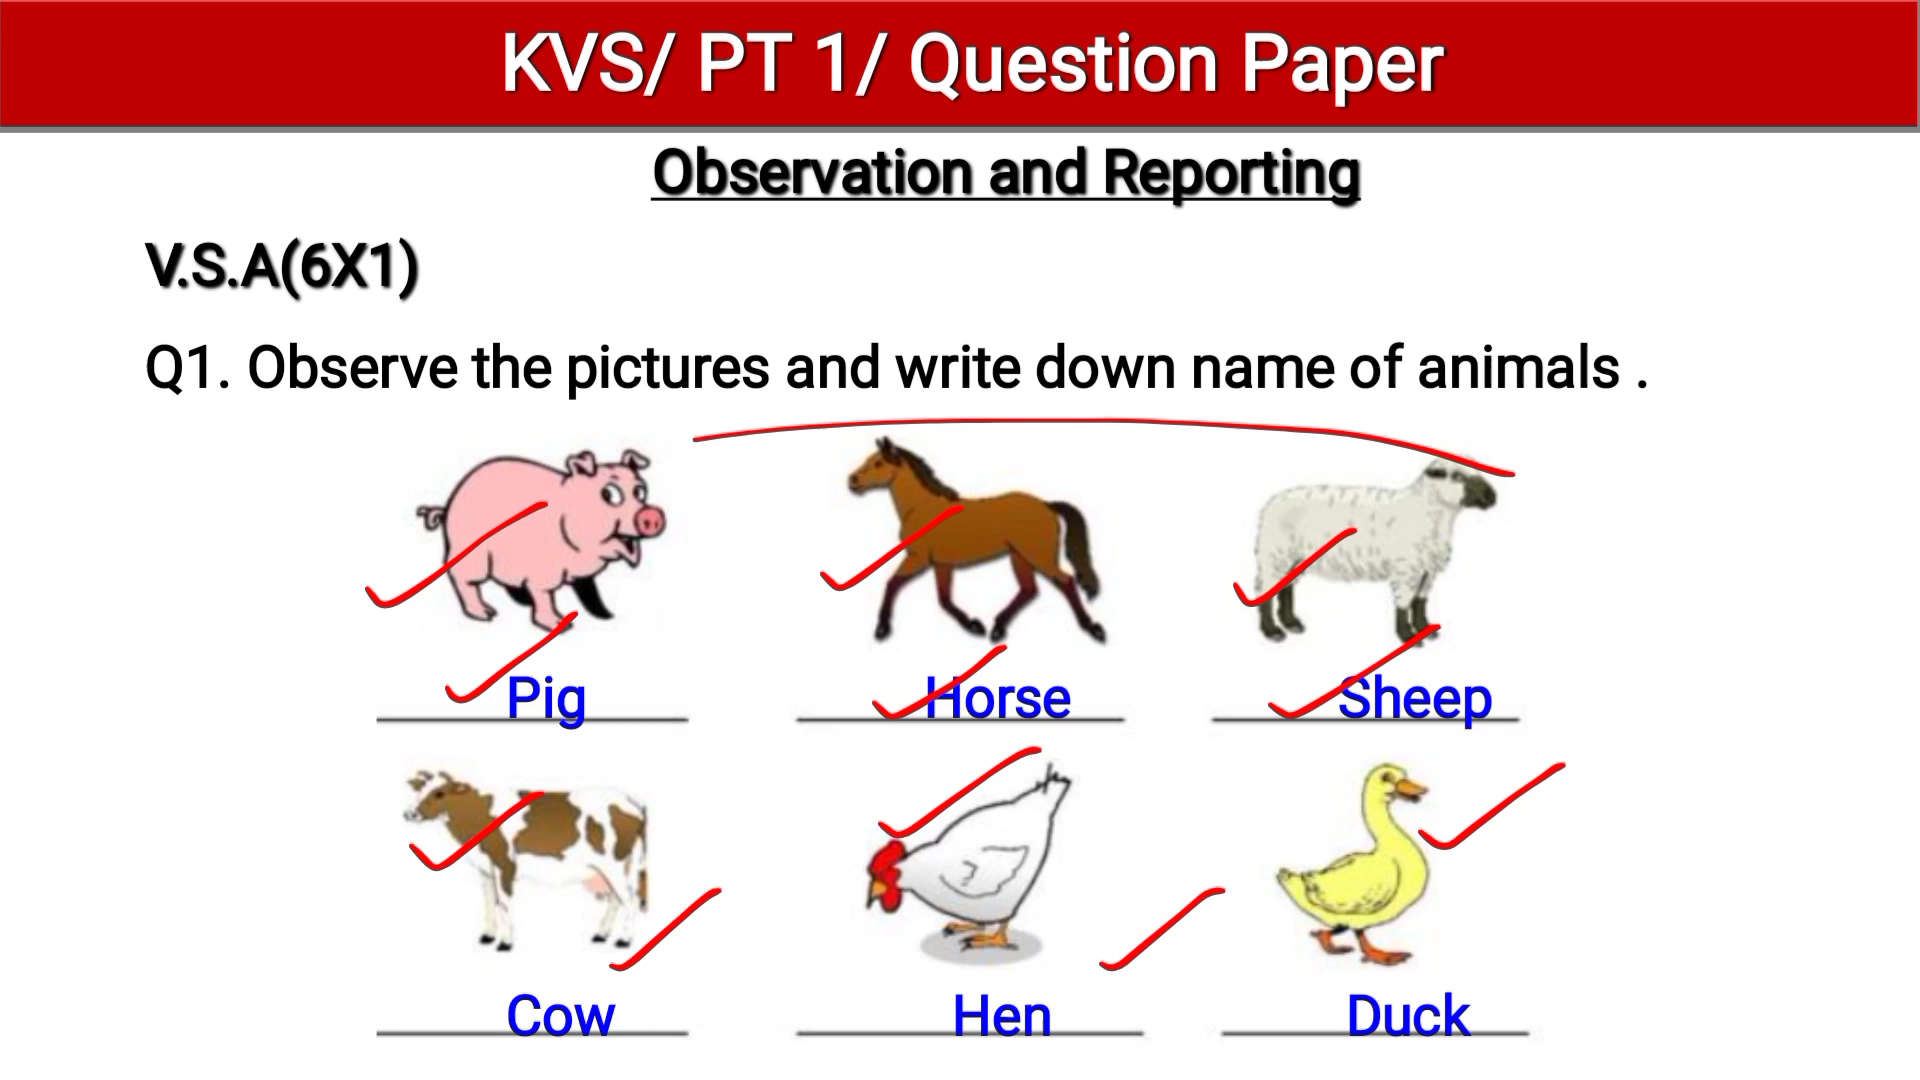 KVS/ PT 1/ Question Paper
Observation and Reporting
V.S.A(6X1)
Q1. Observe the pictures and write down name of animals .
Pig Horse Sheep
Cow Hen Duck